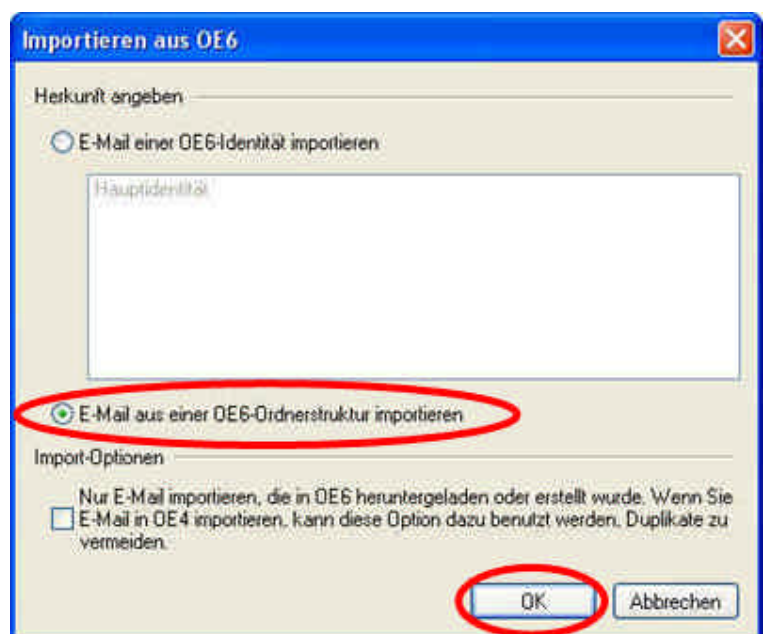 Importieren aus OE6
Herkunft angeben
E-Mail einer OE6-Identität importieren
Hauptidentität
E-Mail aus einer OE6-Ordnerstruktur importieren
Import-Optionen
Nur E-Mail importieren, die in OE6 heruntergeladen oder erstellt wurde. Wenn Sie
E-Mail in OE4 importieren, kann diese Option dazu benutzt werden, Duplikate zu
vermeiden.
OK
Abbrechen